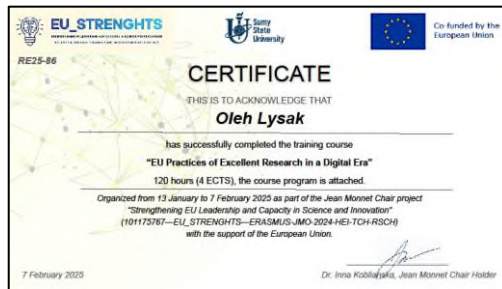 EU_STRENGHTS
Sumy
State
University
Co-funded by the
European Union
RE25-86
CERTIFICATE
THIS IS TO ACKNOWLEDGE THAT
Oleh Lysak
has successfully completed the training course
“EU Practices of Excellent Research in a Digital Era”
120 hours (4 ECTS), the course program is attached.
Organized from 13 January to 7 February 2025 as part of the Jean Monnet Chair project
“Strengthening EU Leadership and Capacity in Science and Innovation”
(101175767—EU_STRENGHTS—ERASMUS-JMO-2024-HEI-TCH-RSCH)
with the support of the European Union.
7 February 2025
Dr. Inna Koblianska, Jean Monnet Chair Holder